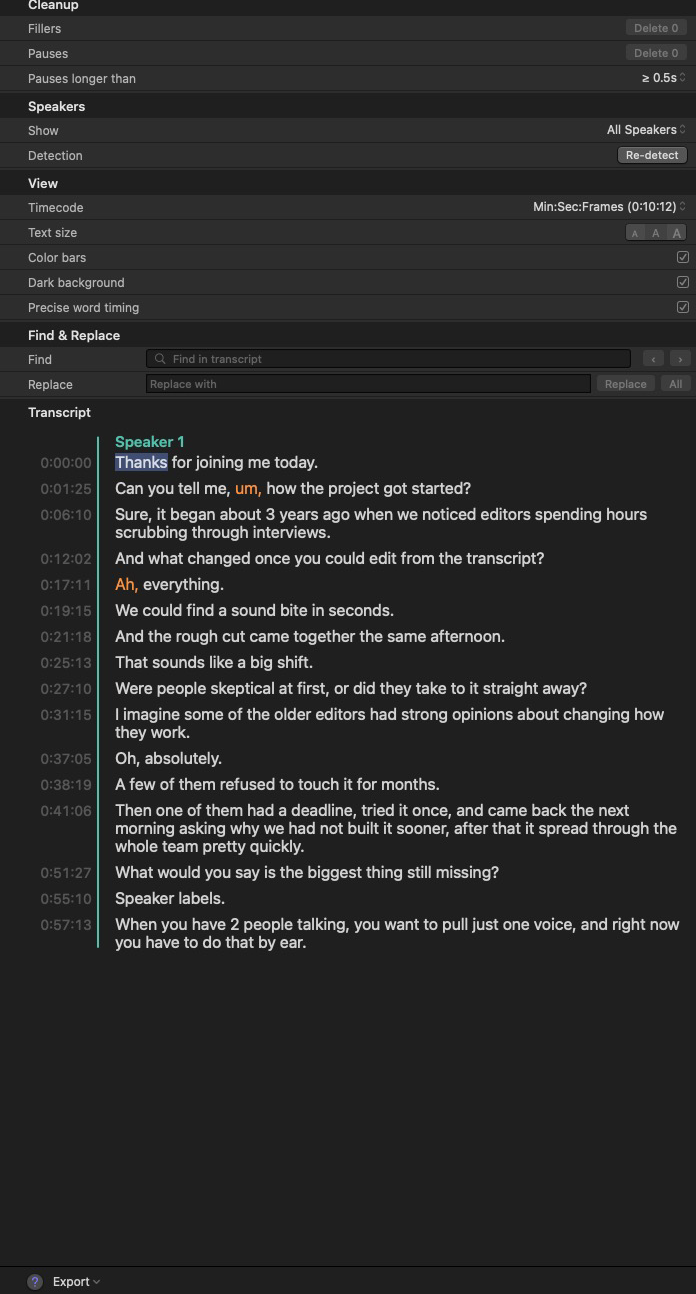 Cleanup
Fillers Delete 0
Pauses Delete 0
Pauses longer than ≥ 0.5s
Speakers
Show All Speakers
Detection Re-detect
View
Timecode Min:Sec:Frames (0:10:12)
Text size A A A
Color bars
Dark background
Precise word timing
Find & Replace
Find Find in transcript ‹ ›
Replace Replace with Replace All
Transcript
Speaker 1
0:00:00 Thanks for joining me today.
0:01:25 Can you tell me, um, how the project got started?
0:06:10 Sure, it began about 3 years ago when we noticed editors spending hours
scrubbing through interviews.
0:12:02 And what changed once you could edit from the transcript?
0:17:11 Ah, everything.
0:19:15 We could find a sound bite in seconds.
0:21:18 And the rough cut came together the same afternoon.
0:25:13 That sounds like a big shift.
0:27:10 Were people skeptical at first, or did they take to it straight away?
0:31:15 I imagine some of the older editors had strong opinions about changing how
they work.
0:37:05 Oh, absolutely.
0:38:19 A few of them refused to touch it for months.
0:41:06 Then one of them had a deadline, tried it once, and came back the next
morning asking why we had not built it sooner, after that it spread through the
whole team pretty quickly.
0:51:27 What would you say is the biggest thing still missing?
0:55:10 Speaker labels.
0:57:13 When you have 2 people talking, you want to pull just one voice, and right now
you have to do that by ear.
? Export